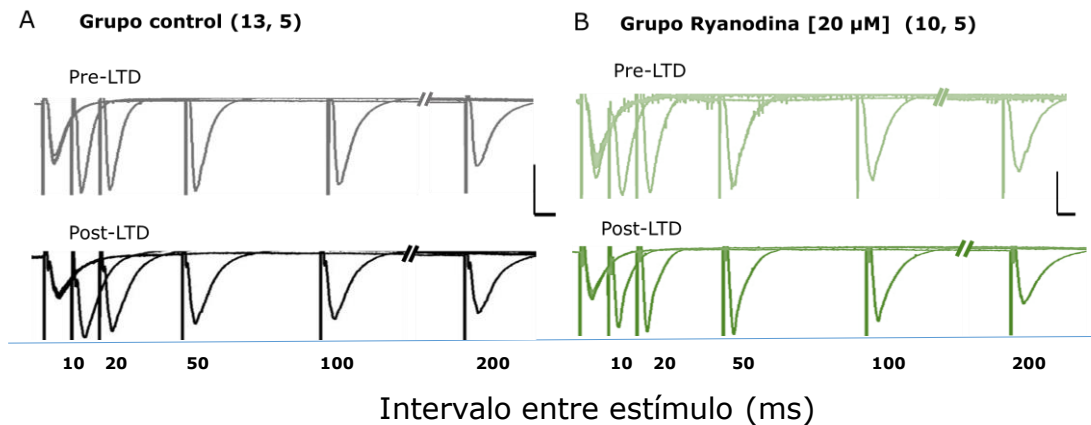 A Grupo control (13, 5)
Pre-LTD
Post-LTD
10 20 50 100 200
B Grupo Ryanodina [20 µM] (10, 5)
Pre-LTD
Post-LTD
10 20 50 100 200
Intervalo entre estímulo (ms)